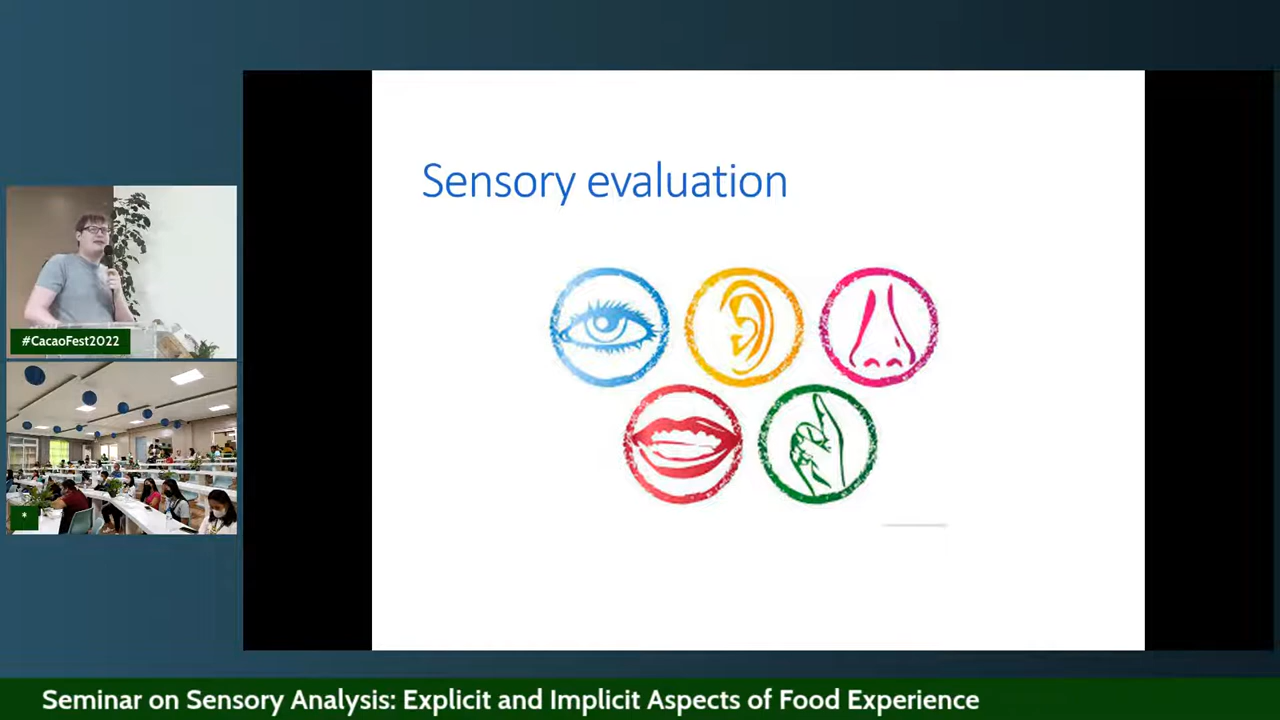 Sensory evaluation
#CacaoFest2022
*
Seminar on Sensory Analysis: Explicit and Implicit Aspects of Food Experience